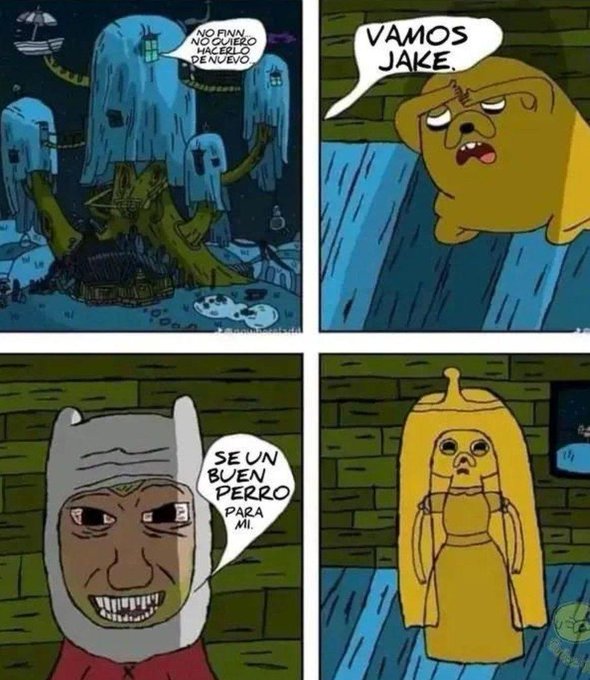 NO FINN...
NO QUIERO
HACERLO
DE NUEVO...
VAMOS
JAKE.
SE UN
BUEN
PERRO
PARA
MI.